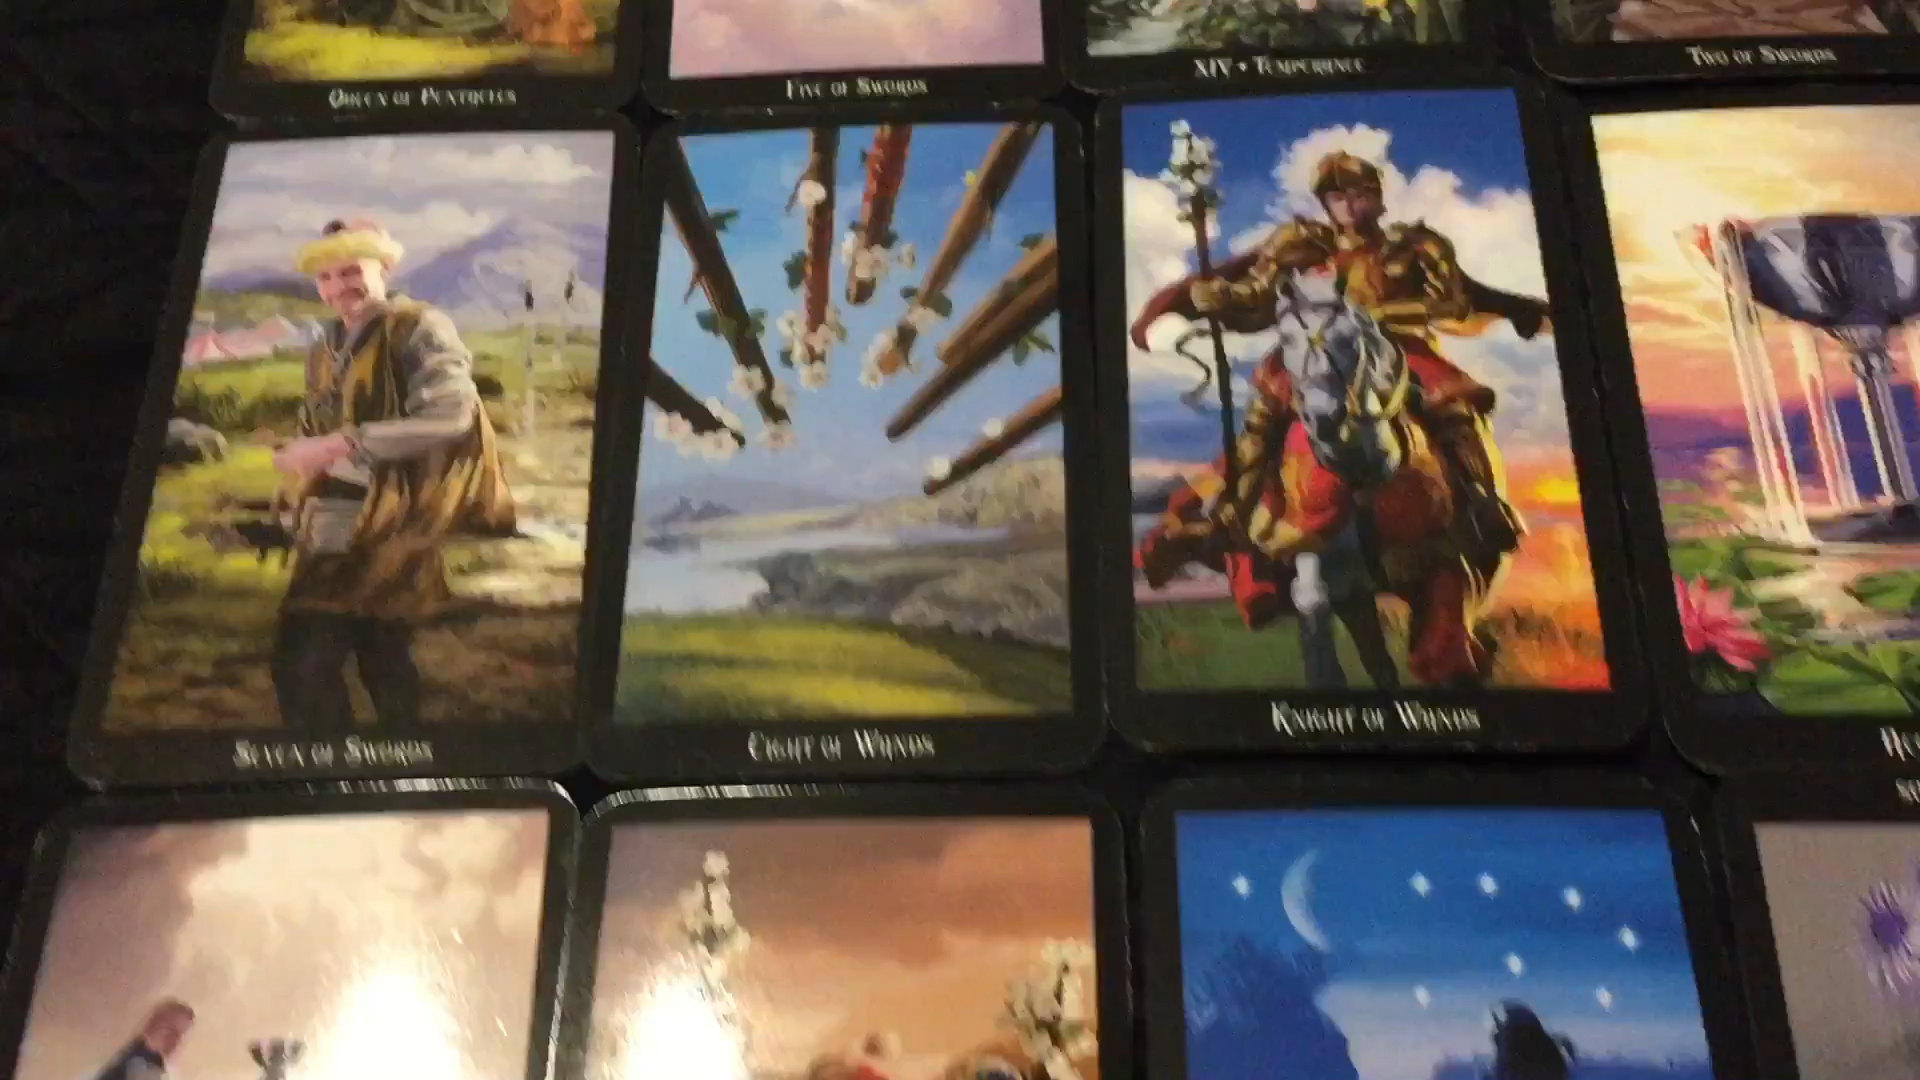 Queen of Pentacles
Five of Swords
XIV • Temperance
Two of Swords
Seven of Swords
Eight of Wands
Knight of Wands